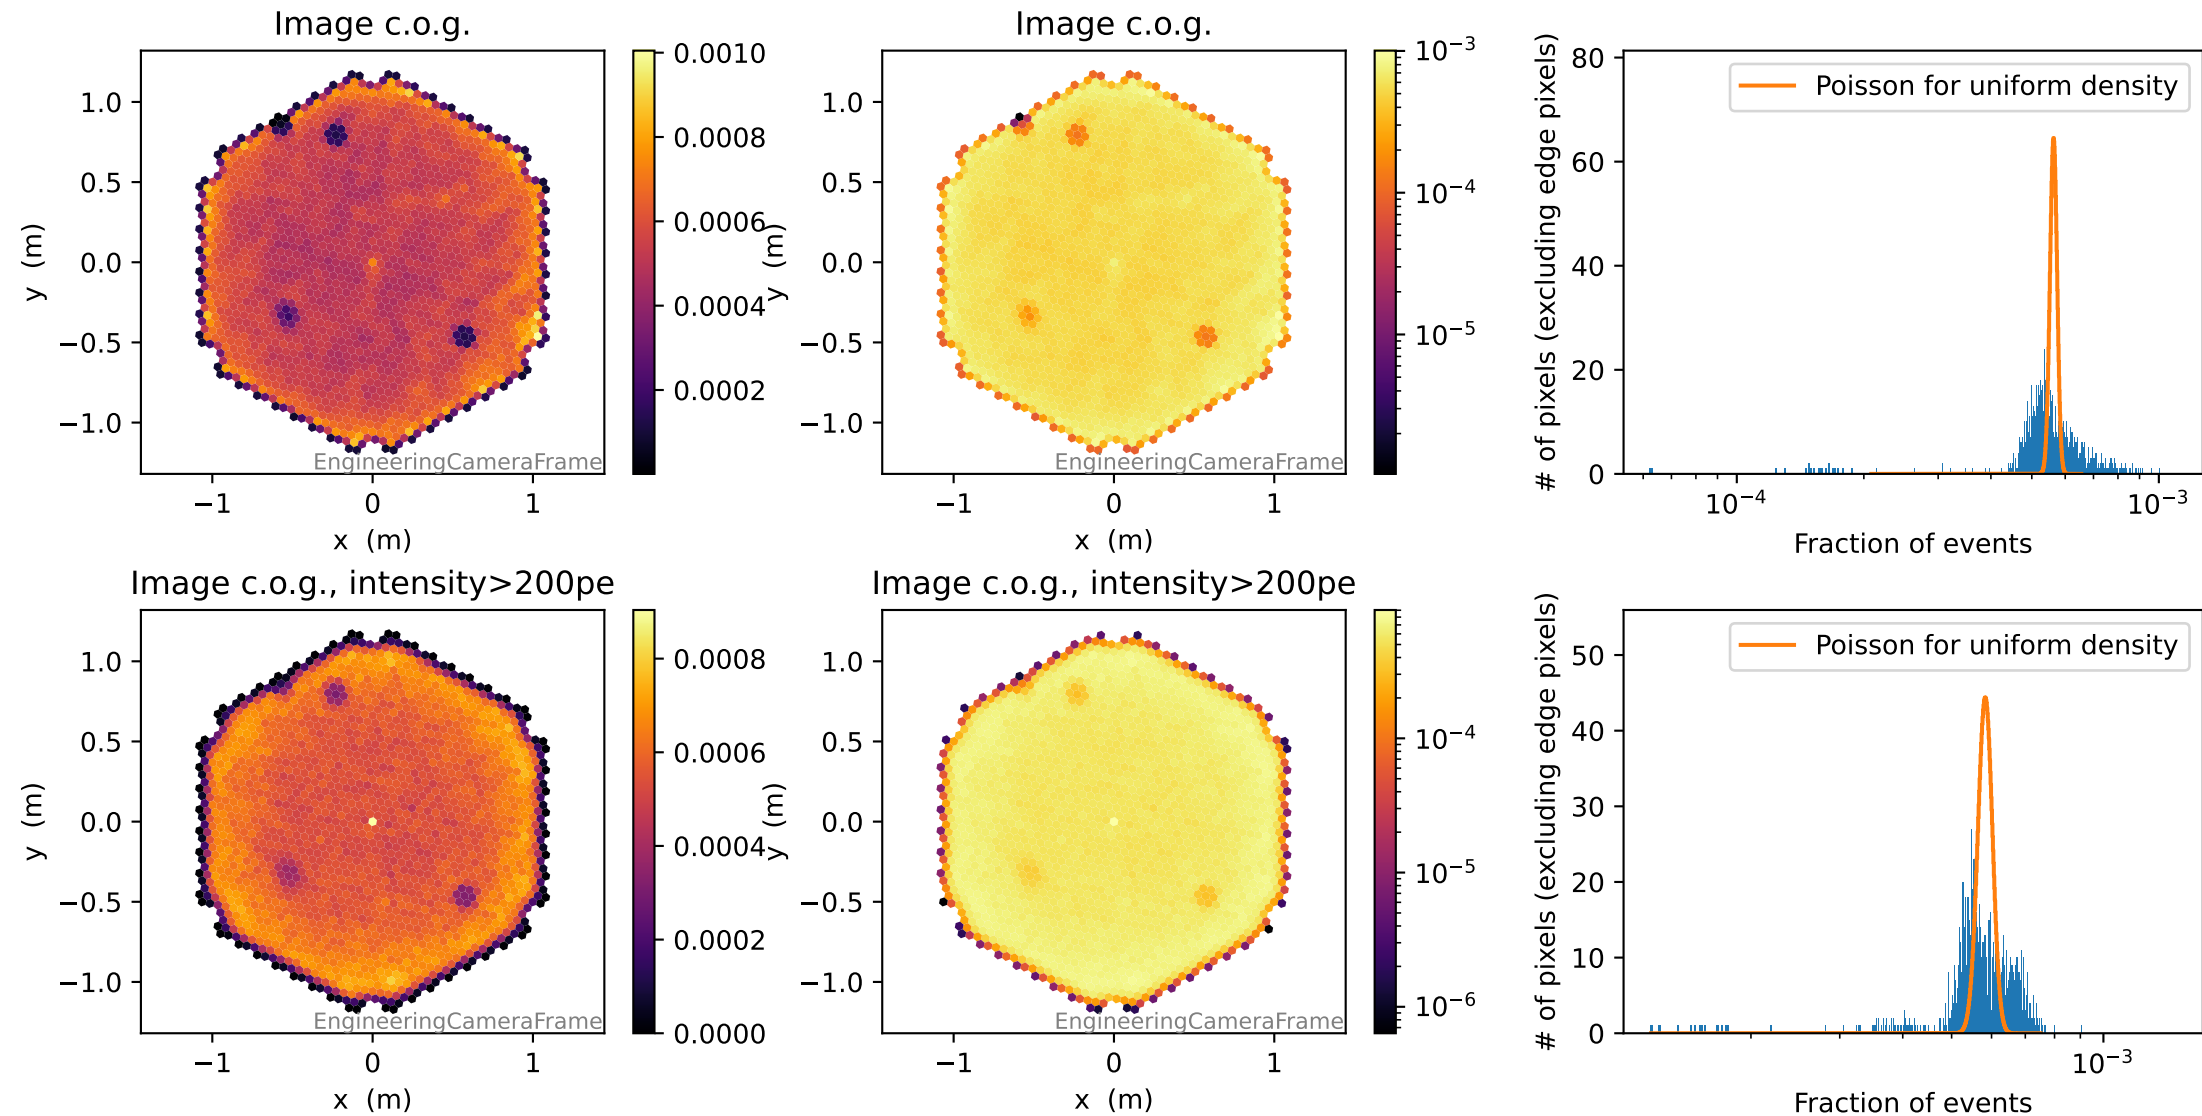 Image c.o.g.
1.0
0.5
0.0
−0.5
−1.0
y (m)
−1
0
1
x (m)
EngineeringCameraFrame
0.0010
0.0008
0.0006
0.0004
0.0002
Image c.o.g.
1.0
0.5
0.0
−0.5
−1.0
y (m)
−1
0
1
x (m)
EngineeringCameraFrame
10⁻³
10⁻⁴
10⁻⁵
Poisson for uniform density
80
60
40
20
0
# of pixels (excluding edge pixels)
10⁻⁴
10⁻³
Fraction of events
Image c.o.g., intensity>200pe
1.0
0.5
0.0
−0.5
−1.0
y (m)
−1
0
1
x (m)
EngineeringCameraFrame
0.0008
0.0006
0.0004
0.0002
0.0000
Image c.o.g., intensity>200pe
1.0
0.5
0.0
−0.5
−1.0
y (m)
−1
0
1
x (m)
EngineeringCameraFrame
10⁻⁴
10⁻⁵
10⁻⁶
Poisson for uniform density
50
40
30
20
10
0
# of pixels (excluding edge pixels)
10⁻³
Fraction of events